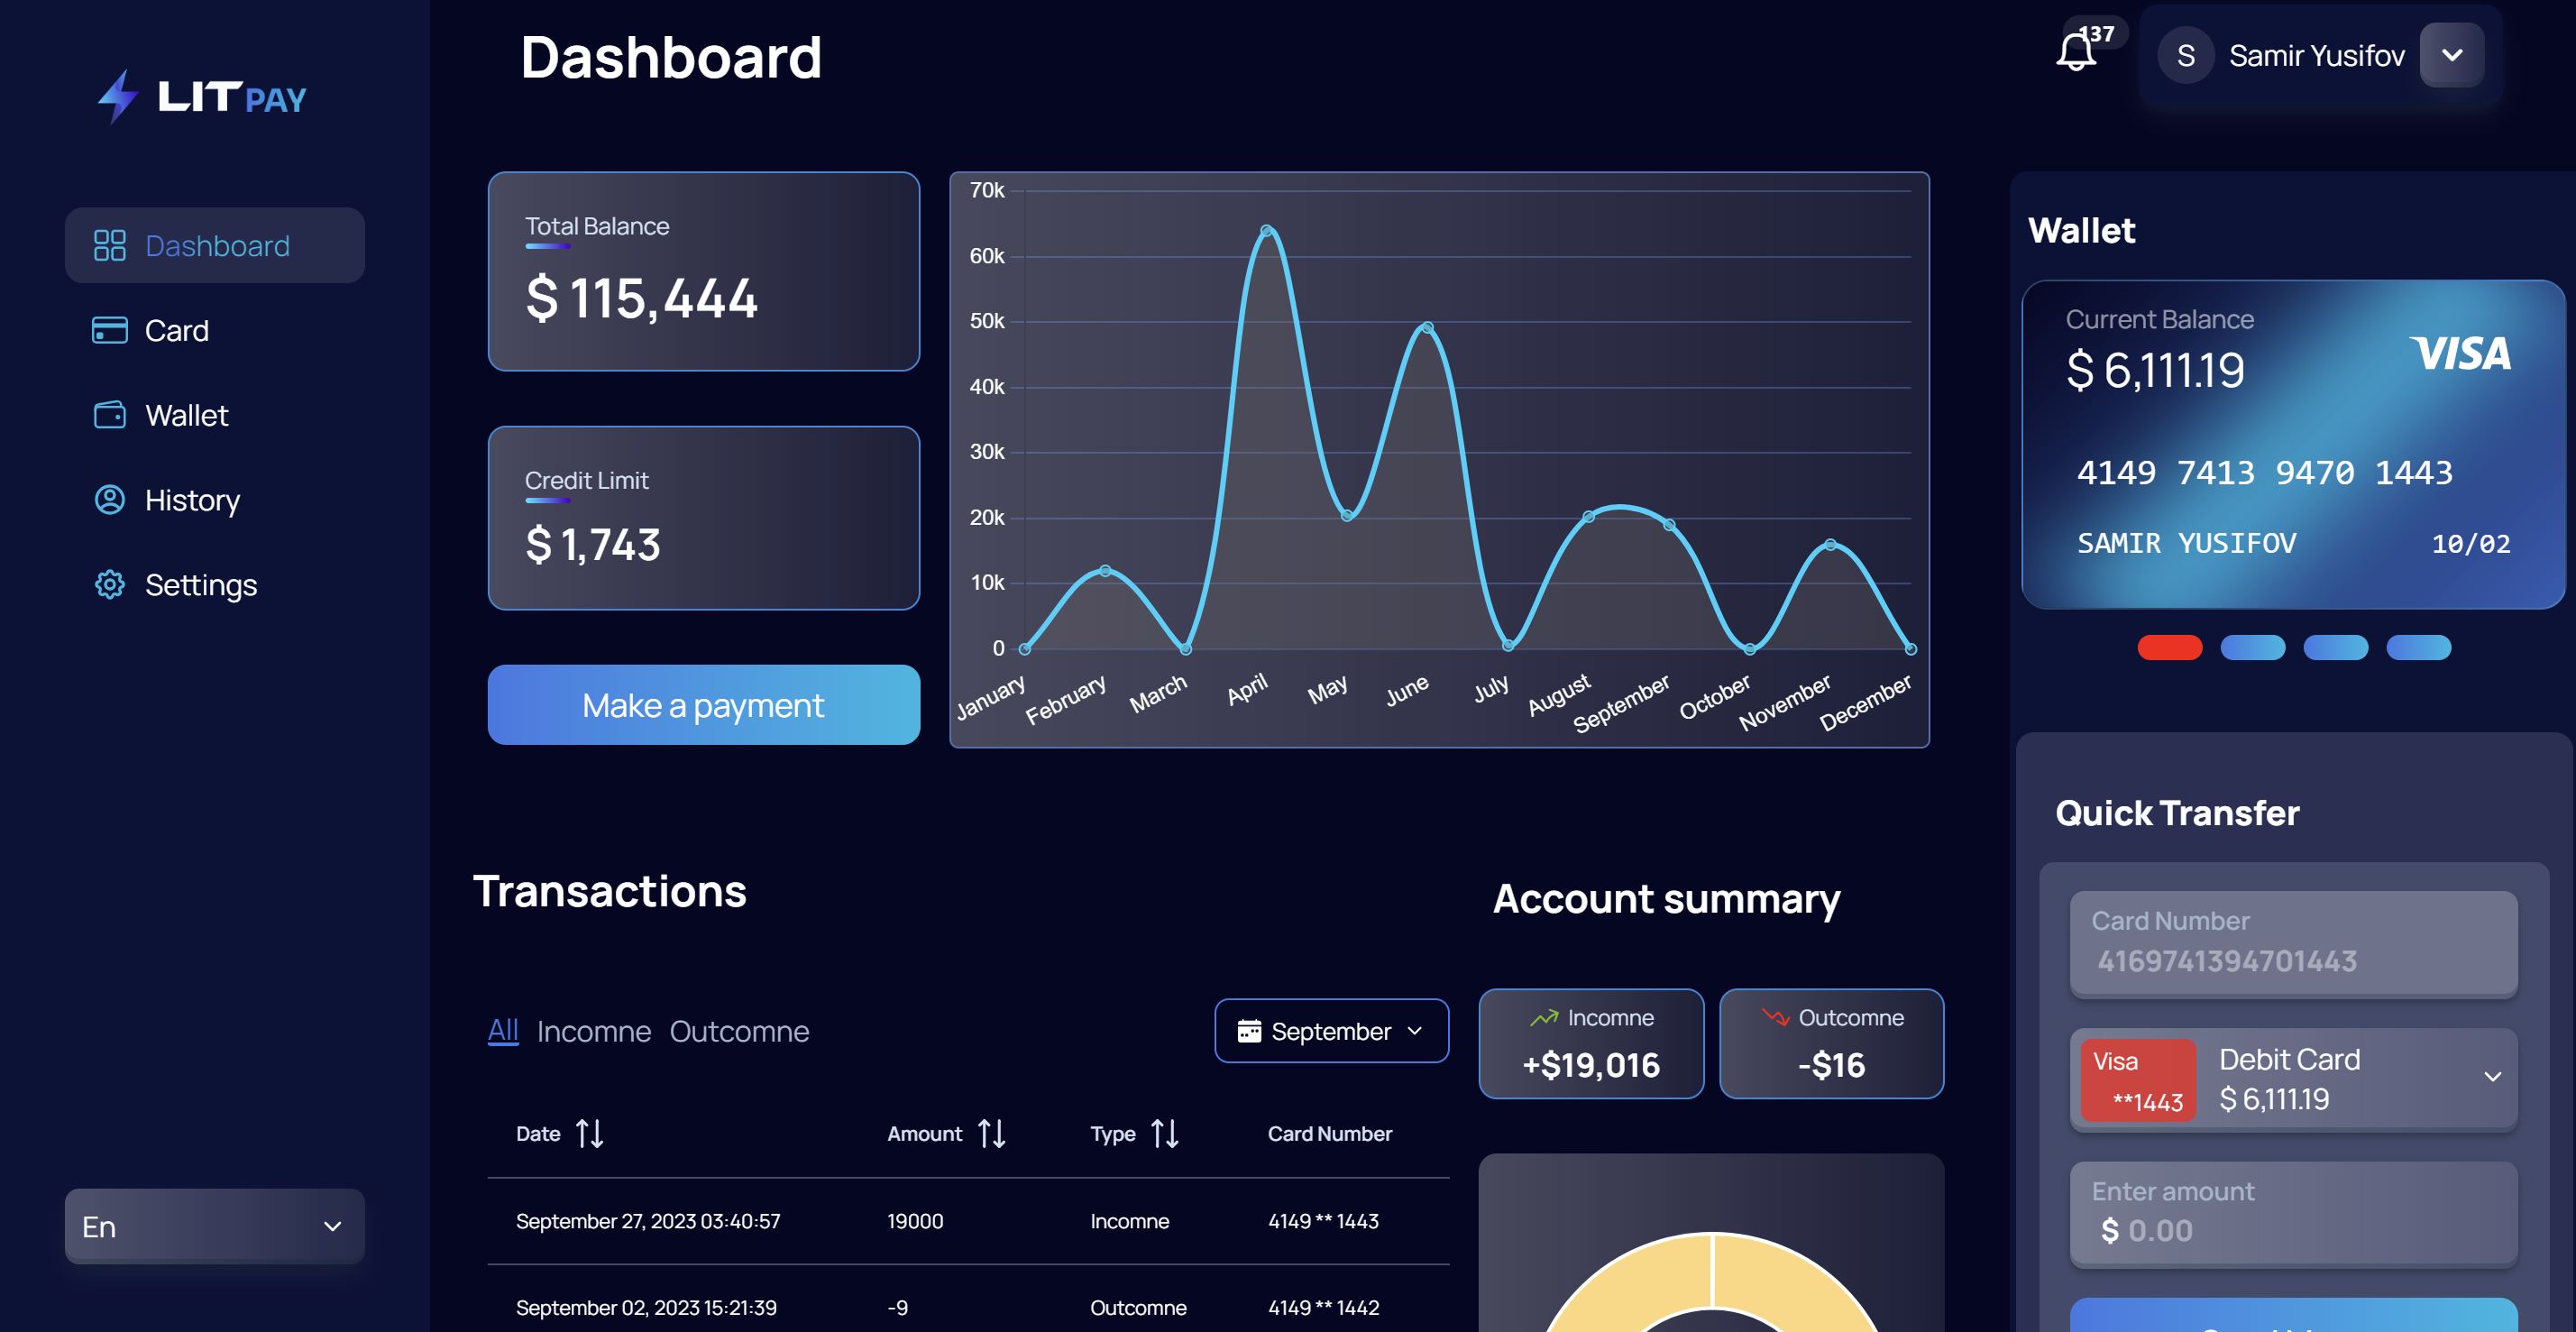 LIT PAY
Dashboard
Card
Wallet
History
Settings
En
Dashboard
137
S
Samir Yusifov
Total Balance
$ 115,444
Credit Limit
$ 1,743
Make a payment
70k
60k
50k
40k
30k
20k
10k
0
January
February
March
April
May
June
July
August
September
October
November
December
Transactions
All Incomne Outcomne
September
Date Amount Type Card Number
September 27, 2023 03:40:57 19000 Incomne 4149 ** 1443
September 02, 2023 15:21:39 -9 Outcomne 4149 ** 1442
Account summary
Incomne
+$19,016
Outcomne
-$16
Wallet
Current Balance
$ 6,111.19
VISA
4149 7413 9470 1443
SAMIR YUSIFOV 10/02
Quick Transfer
Card Number
4169741394701443
Visa
**1443
Debit Card
$ 6,111.19
Enter amount
$ 0.00